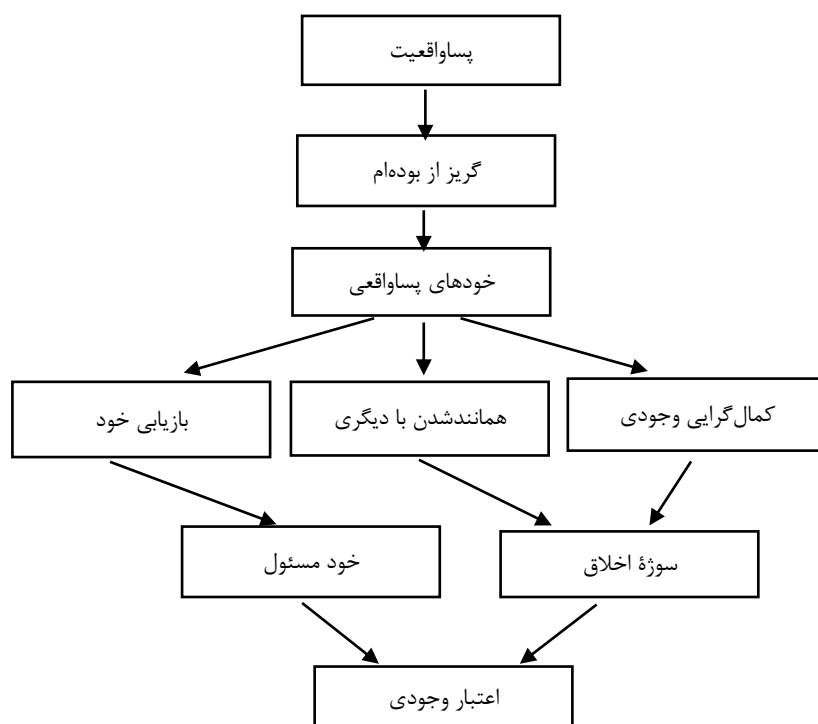 پساواقعیت
گریز از بوده‌ام
خودهای پساواقعی
کمال‌گرایی وجودی
همانندشدن با دیگری
بازیابی خود
سوژهٔ اخلاق
خود مسئول
اعتبار وجودی